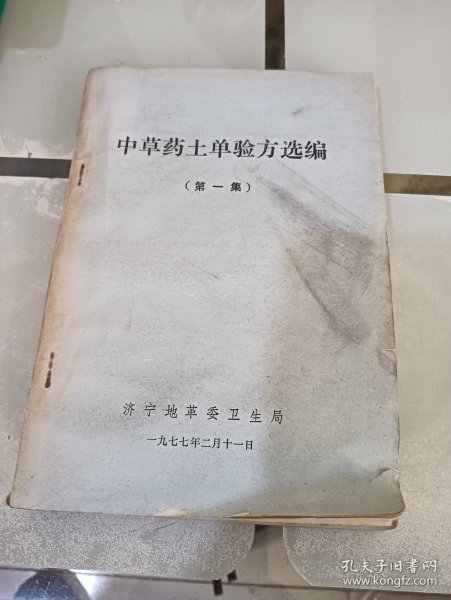 中草药土单验方选编
（第一集）
济宁地革委卫生局
一九七七年二月十一日
孔夫子旧书网
www.kongfz.com